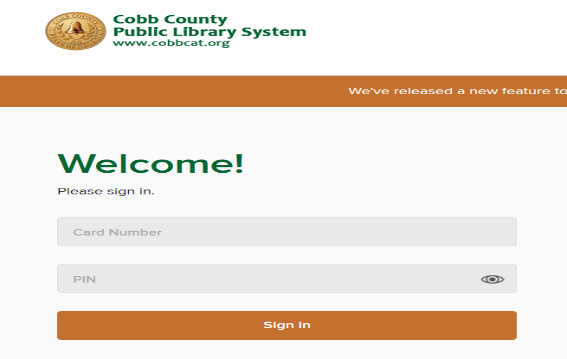 Cobb County
Public Library System
www.cobbcat.org
We've released a new feature to
Welcome!
Please sign in.
Card Number
PIN
Sign In